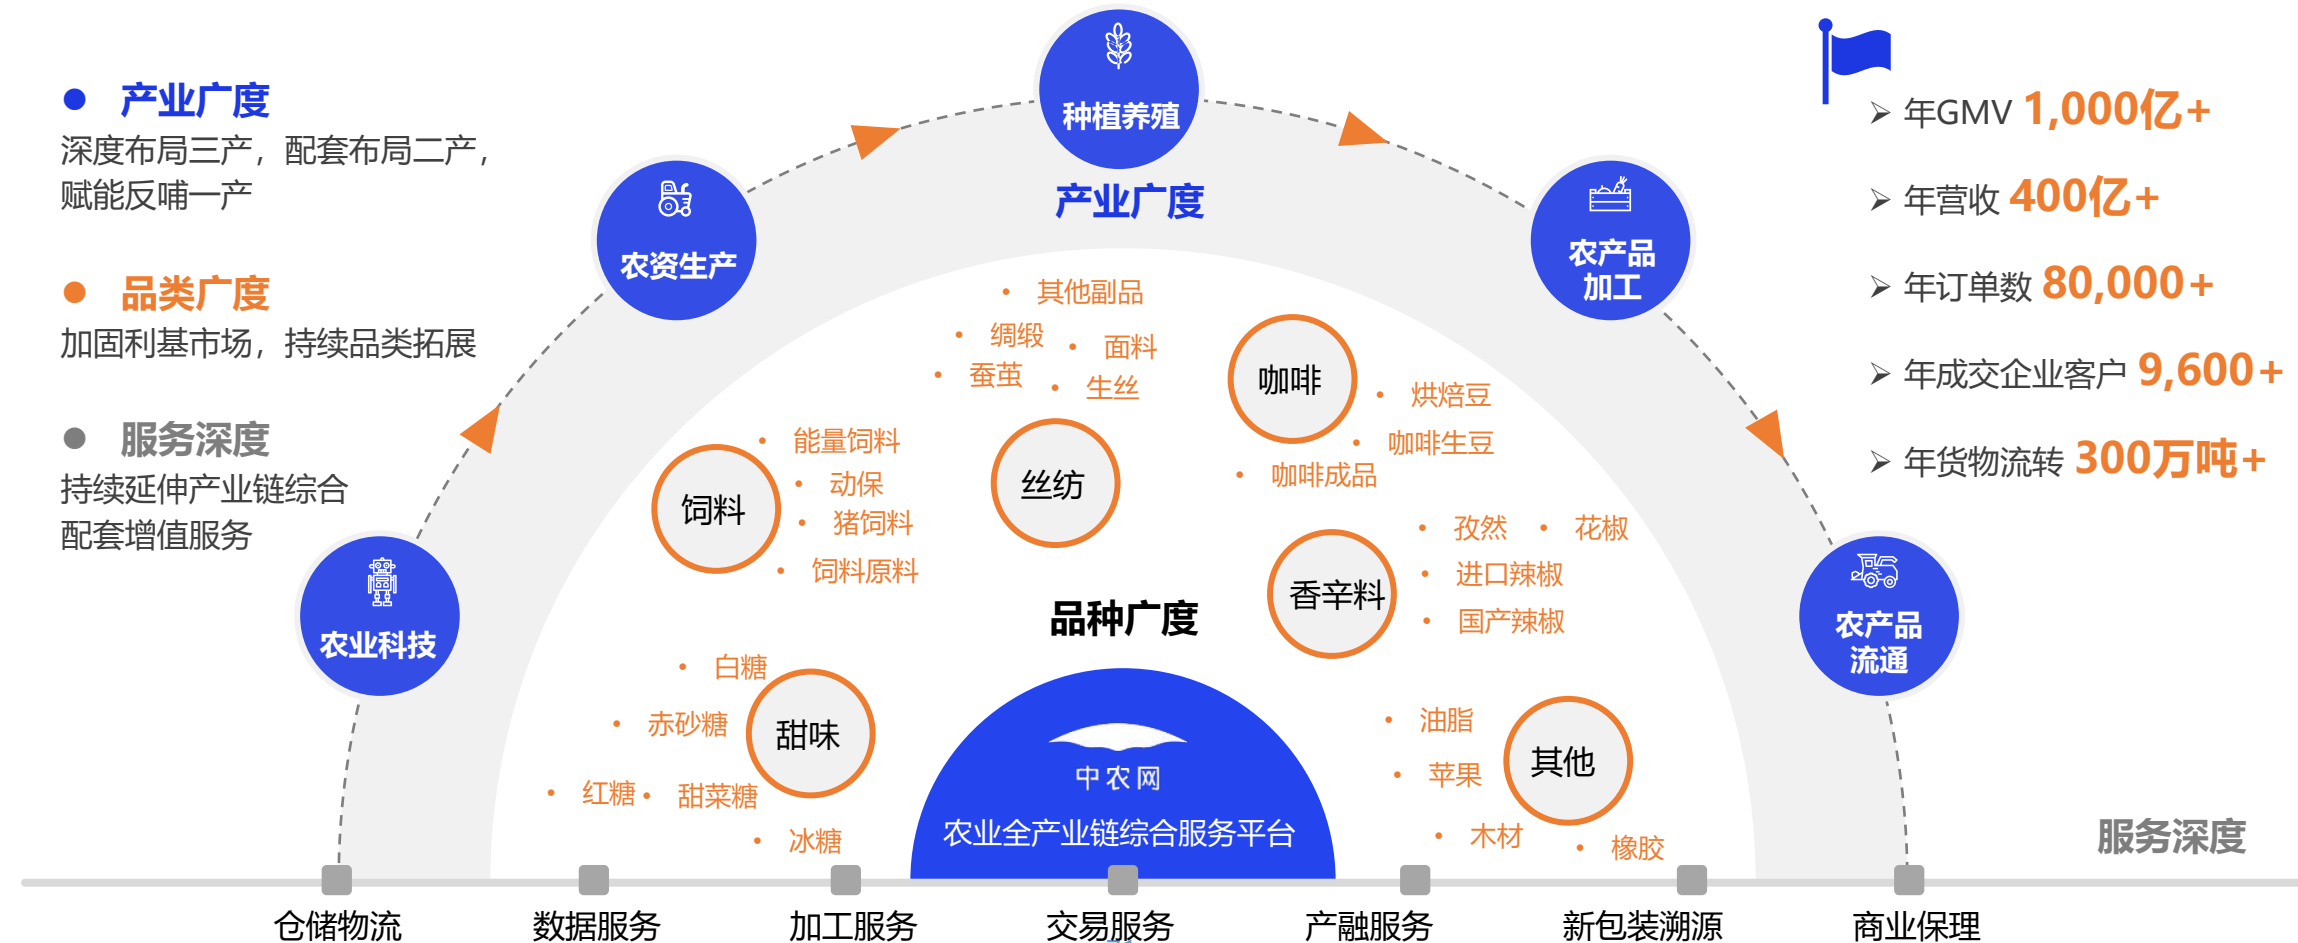 产业广度
深度布局三产，配套布局二产，
赋能反哺一产
品类广度
加固利基市场，持续品类拓展
服务深度
持续延伸产业链综合
配套增值服务
农业科技
农资生产
种植养殖
农产品
加工
农产品
流通
产业广度
年GMV 1,000亿+
年营收 400亿+
年订单数 80,000+
年成交企业客户 9,600+
年货物流转 300万吨+
其他副品
绸缎
面料
蚕茧
生丝
丝纺
咖啡
烘焙豆
咖啡生豆
咖啡成品
饲料
能量饲料
动保
猪饲料
饲料原料
香辛料
孜然
花椒
进口辣椒
国产辣椒
品种广度
甜味
白糖
赤砂糖
红糖
甜菜糖
冰糖
其他
油脂
苹果
木材
橡胶
中农网
农业全产业链综合服务平台
服务深度
仓储物流
数据服务
加工服务
交易服务
产融服务
新包装溯源
商业保理